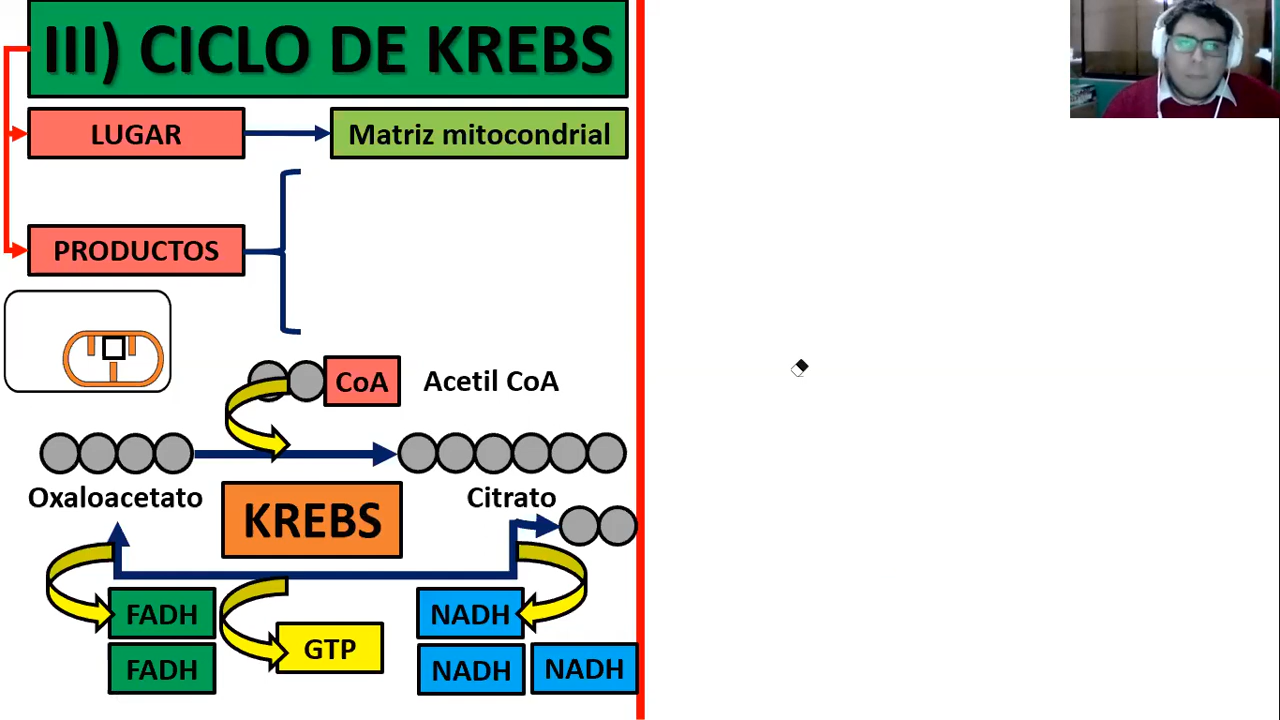 III) CICLO DE KREBS
LUGAR
Matriz mitocondrial
PRODUCTOS
CoA
Acetil CoA
Oxaloacetato
Citrato
KREBS
FADH
NADH
GTP
FADH
NADH
NADH